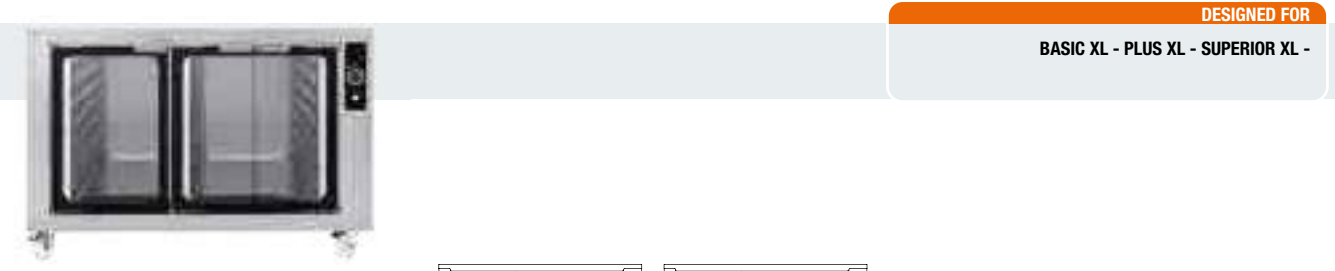 DESIGNED FOR
BASIC XL - PLUS XL - SUPERIOR XL -